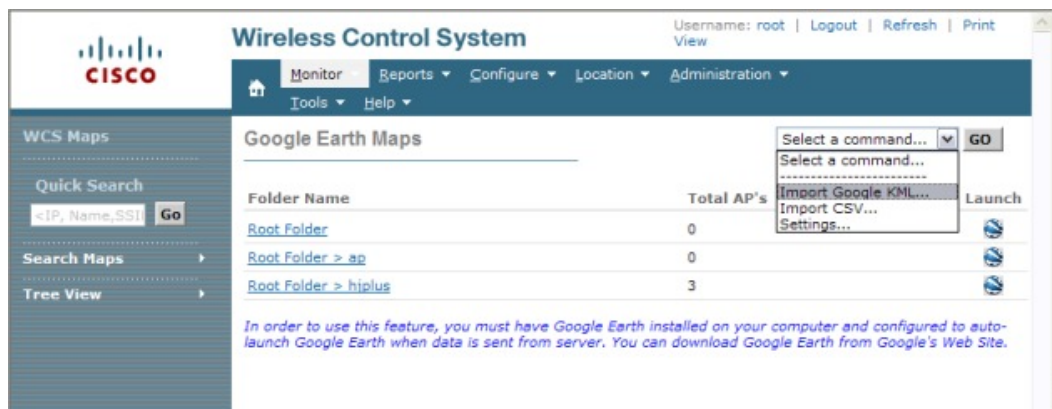 CISCO
Wireless Control System
Username: root | Logout | Refresh | Print
View
Monitor Reports Configure Location Administration
Tools Help
WCS Maps
Quick Search
<IP, Name,SSI Go
Search Maps
Tree View
Google Earth Maps
Select a command... GO
Select a command...
------------------------
Import Google KML...
Import CSV...
Settings...
Folder Name Total AP's Launch
Root Folder 0
Root Folder > ap 0
Root Folder > hjplus 3
In order to use this feature, you must have Google Earth installed on your computer and configured to auto-
launch Google Earth when data is sent from server. You can download Google Earth from Google's Web Site.